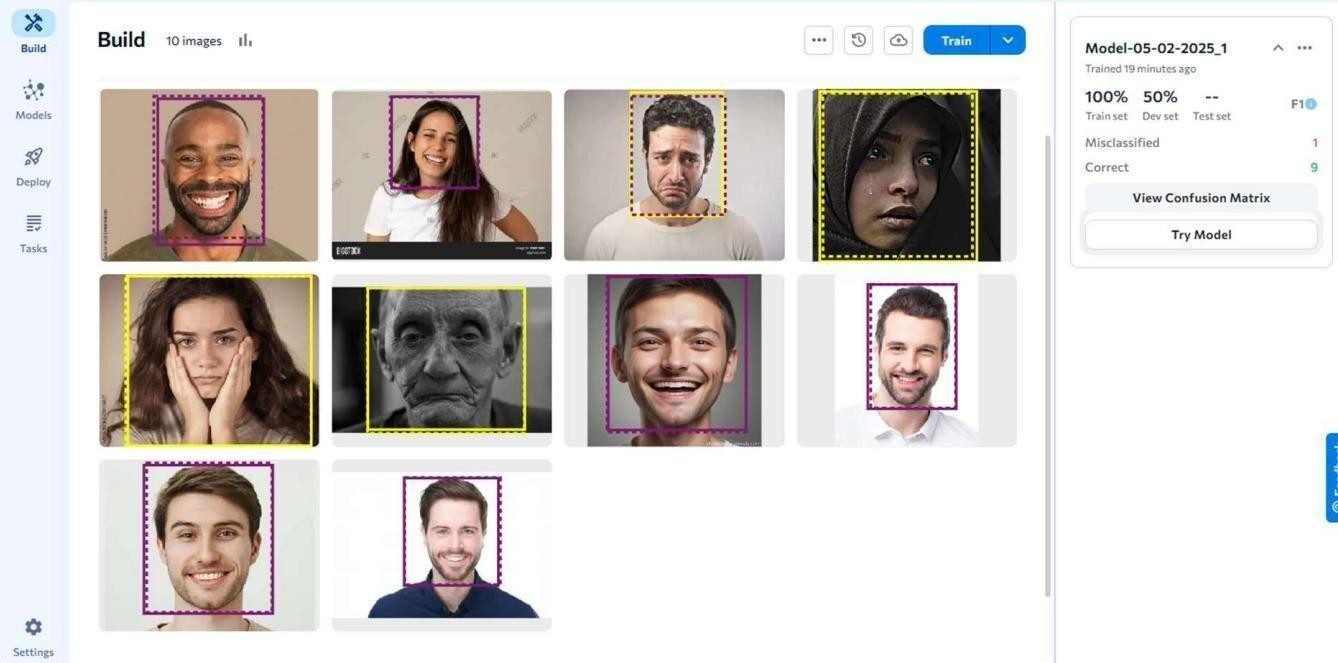 Build
Models
Deploy
Tasks
Settings
Build
10 images
Train
BIGSTOCK
Model-05-02-2025_1
Trained 19 minutes ago
100% 50% --
Train set Dev set Test set
F1
Misclassified 1
Correct 9
View Confusion Matrix
Try Model